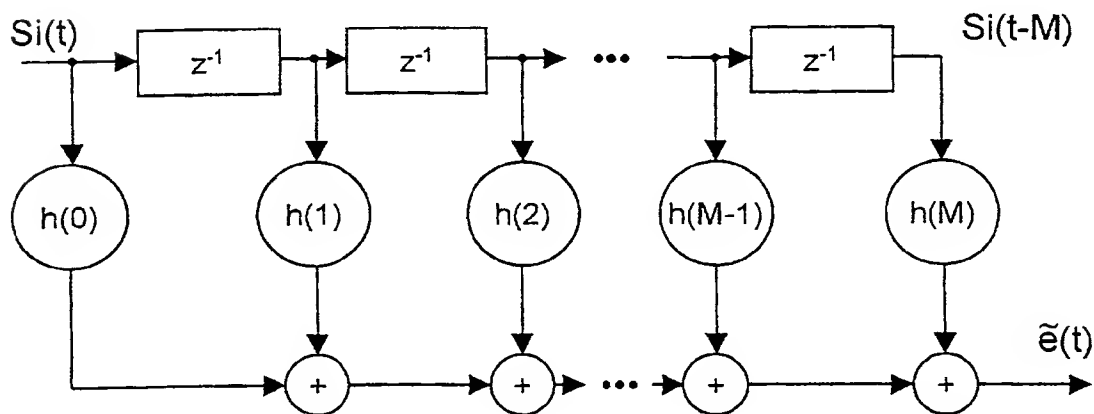 Si(t)
Si(t-M)
z⁻¹
z⁻¹
•••
z⁻¹
h(0)
h(1)
h(2)
h(M-1)
h(M)
ẽ(t)
+
+
•••
+
+